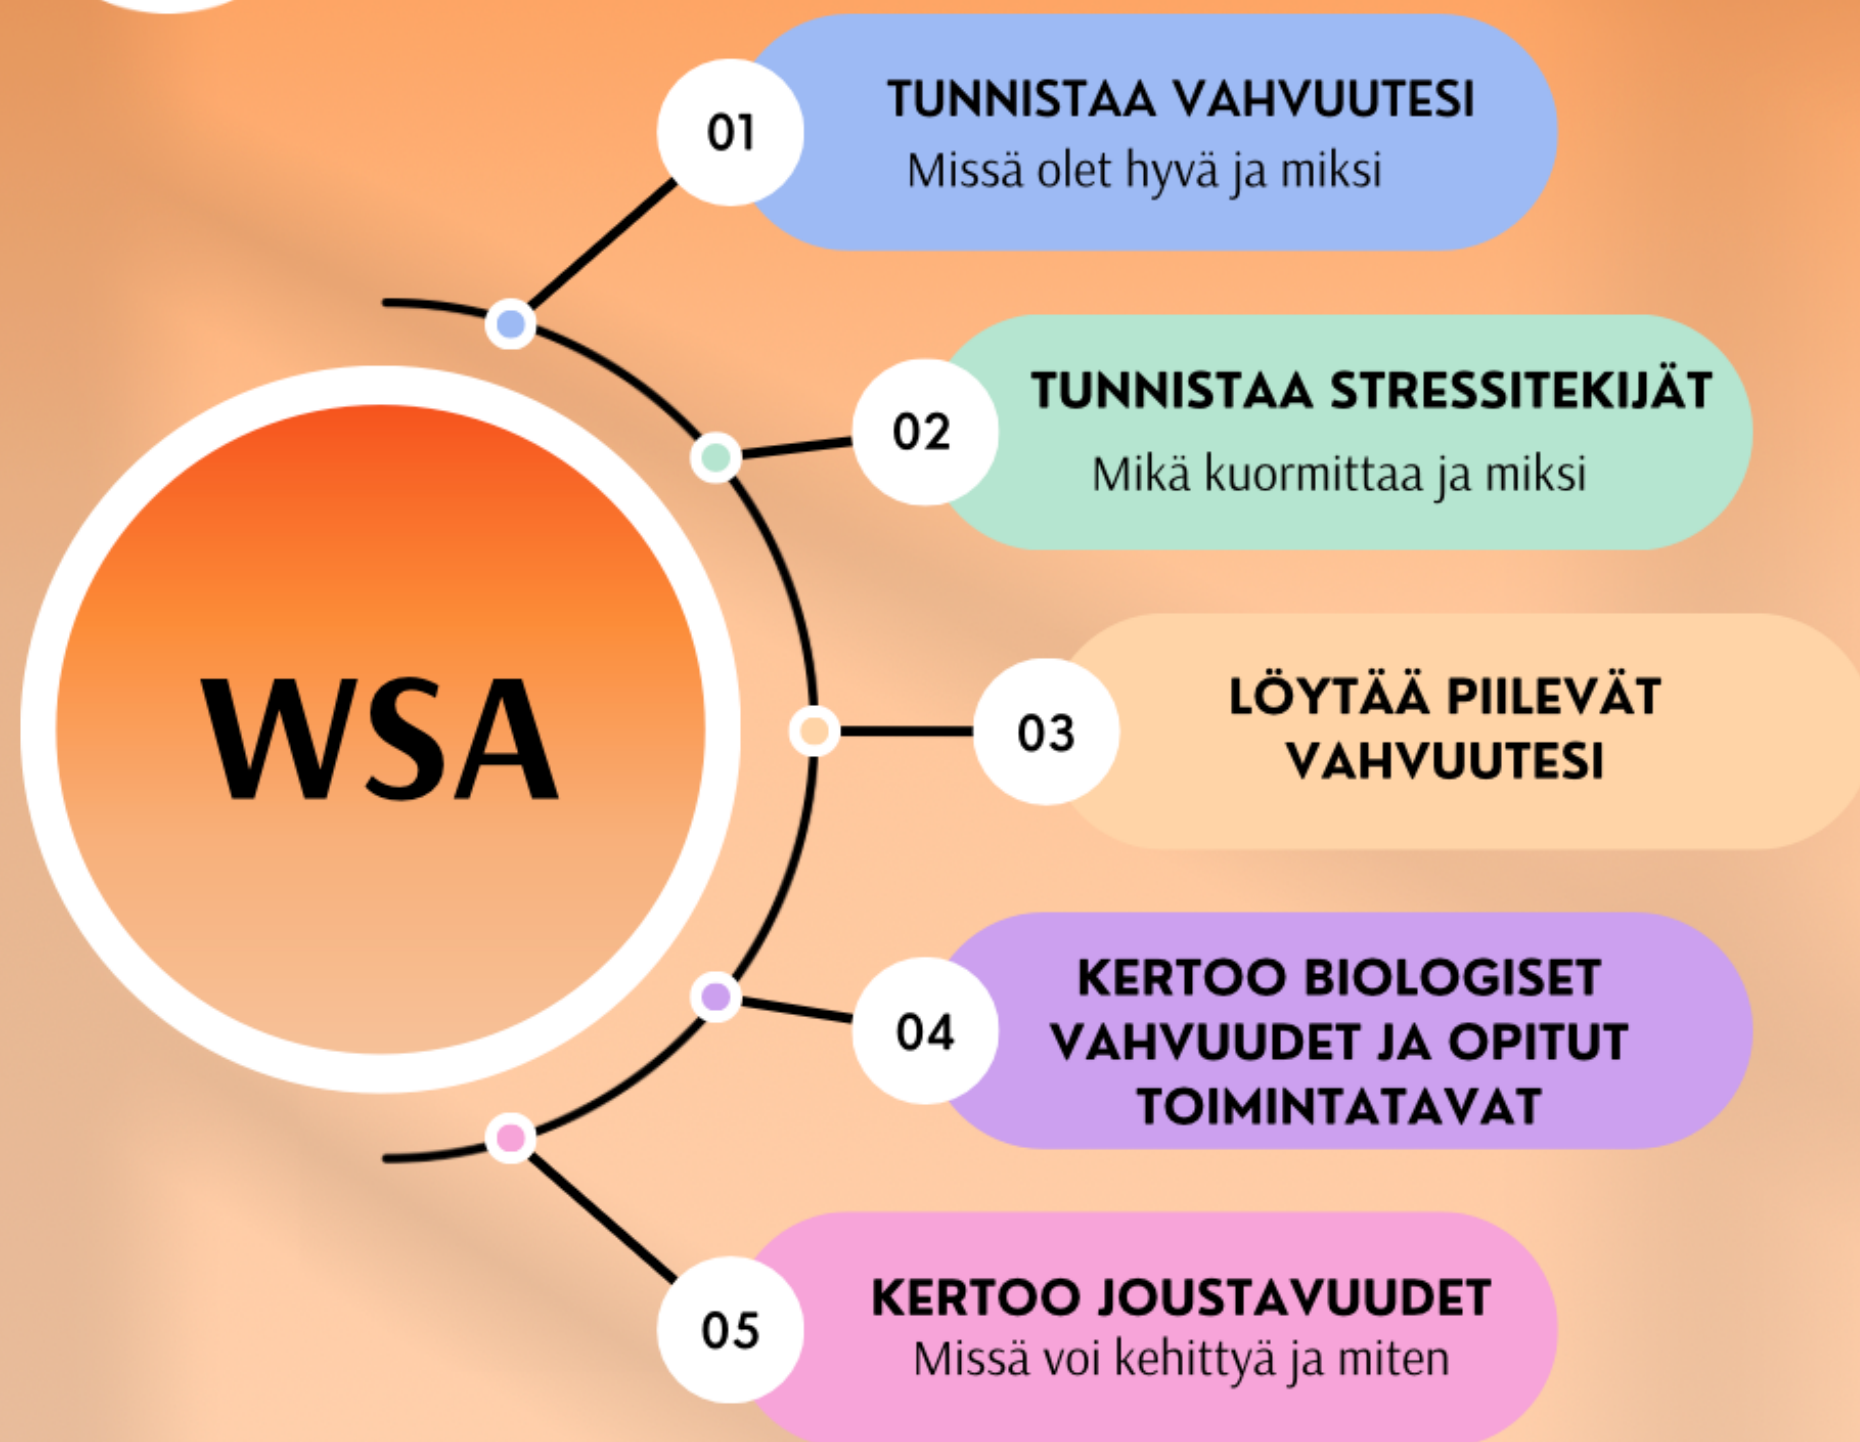 WSA
01
TUNNISTAA VAHVUUTESI
Missä olet hyvä ja miksi
02
TUNNISTAA STRESSITEKIJÄT
Mikä kuormittaa ja miksi
03
LÖYTÄÄ PIILEVÄT
VAHVUUTESI
04
KERTOO BIOLOGISET
VAHVUUDET JA OPITUT
TOIMINTATAVAT
05
KERTOO JOUSTAVUUDET
Missä voi kehittyä ja miten